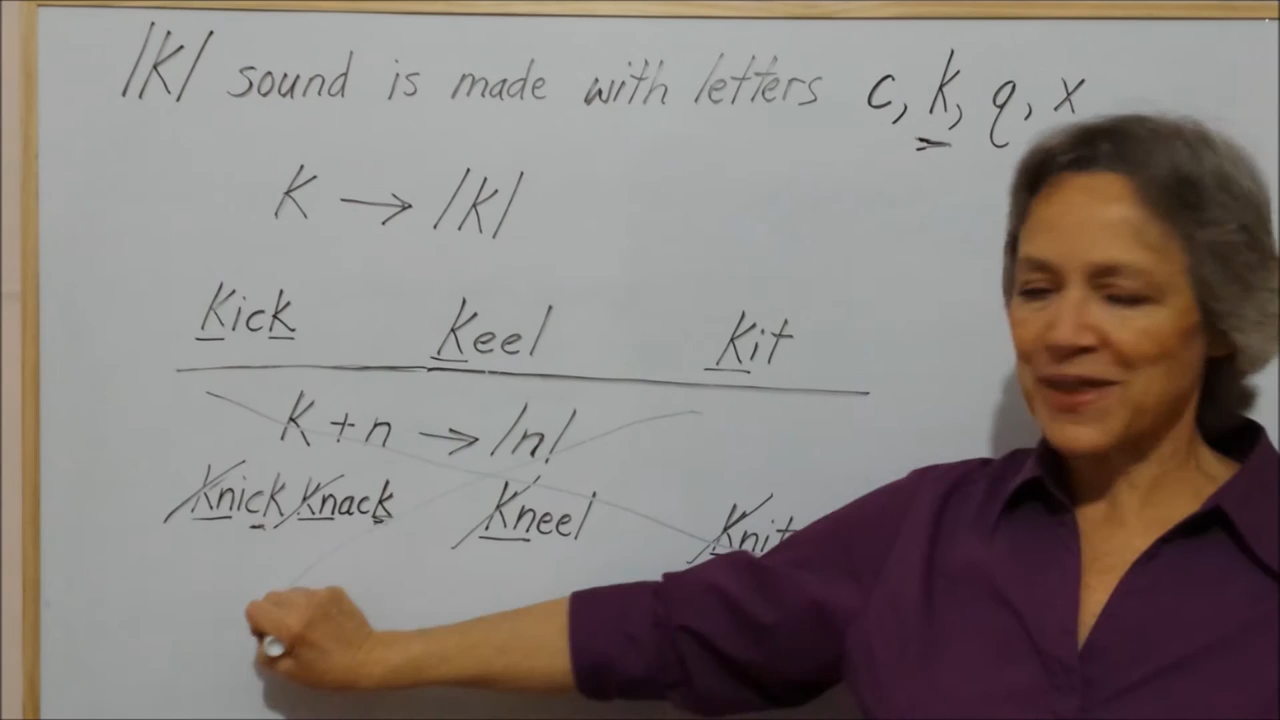 /K/ sound is made with letters c, k, q, x
K → /K/
Kick Keel Kit
K + n → /n/
Knick Knack Kneel Knit